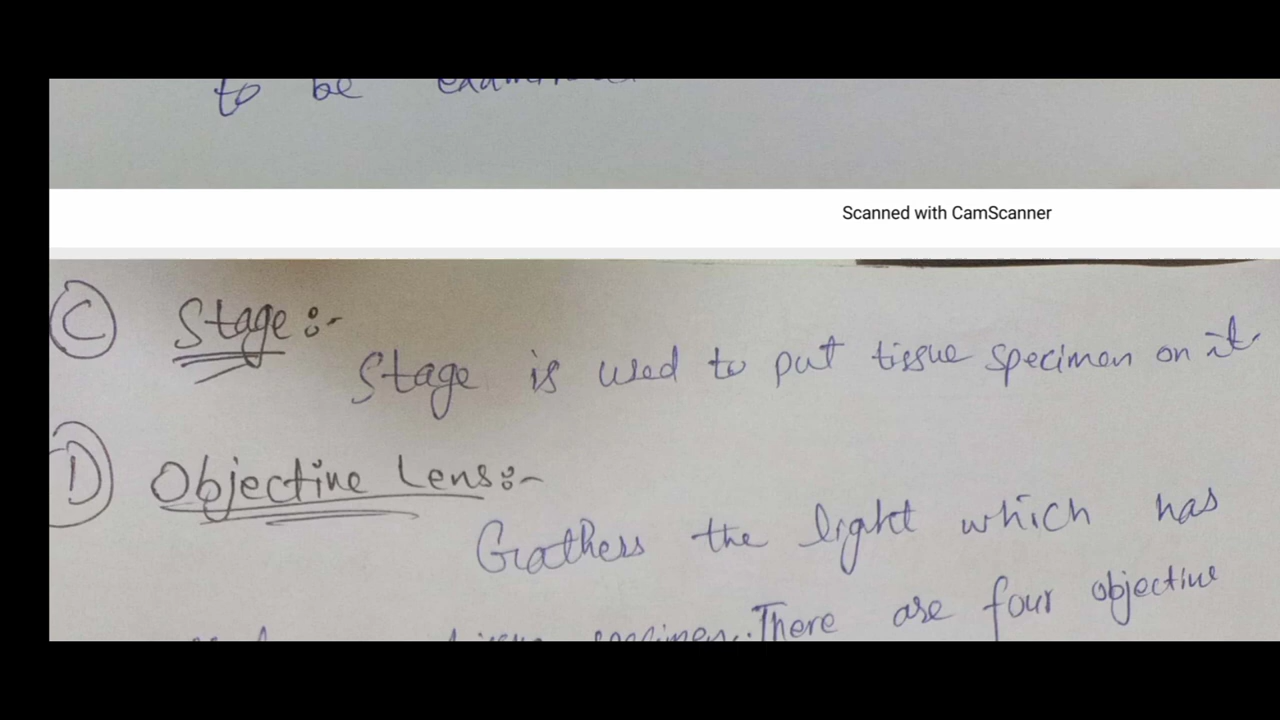 to be
Scanned with CamScanner
C Stage:-
Stage is used to put tissue specimen on it
D Objective Lens:-
Gathers the light which has
specimen. There are four objective